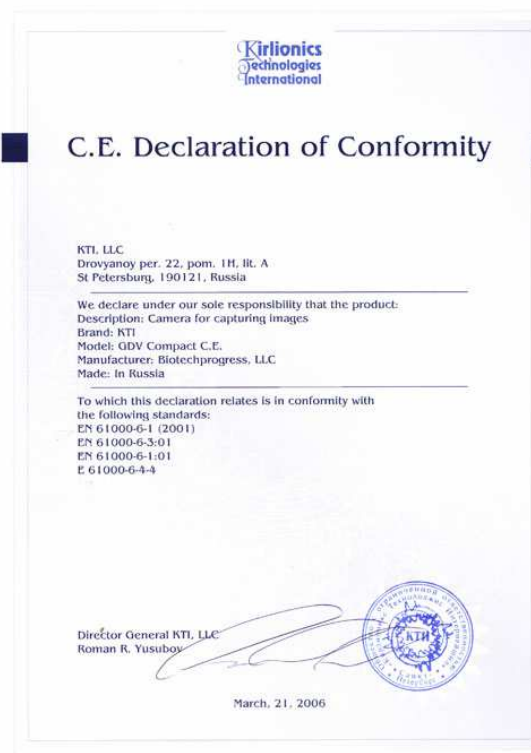 Kirlionics
Technologies
International
C.E. Declaration of Conformity
KTI, LLC
Drovyanoy per. 22, pom. 1H, lit. A
St Petersburg, 190121, Russia
We declare under our sole responsibility that the product:
Description: Camera for capturing images
Brand: KTI
Model: GDV Compact C.E.
Manufacturer: Biotechprogress, LLC
Made: In Russia
To which this declaration relates is in conformity with
the following standards:
EN 61000-6-1 (2001)
EN 61000-6-3:01
EN 61000-6-1:01
E 61000-6-4-4
Director General KTI, LLC
Roman R. Yusubov
КТИ
March, 21, 2006